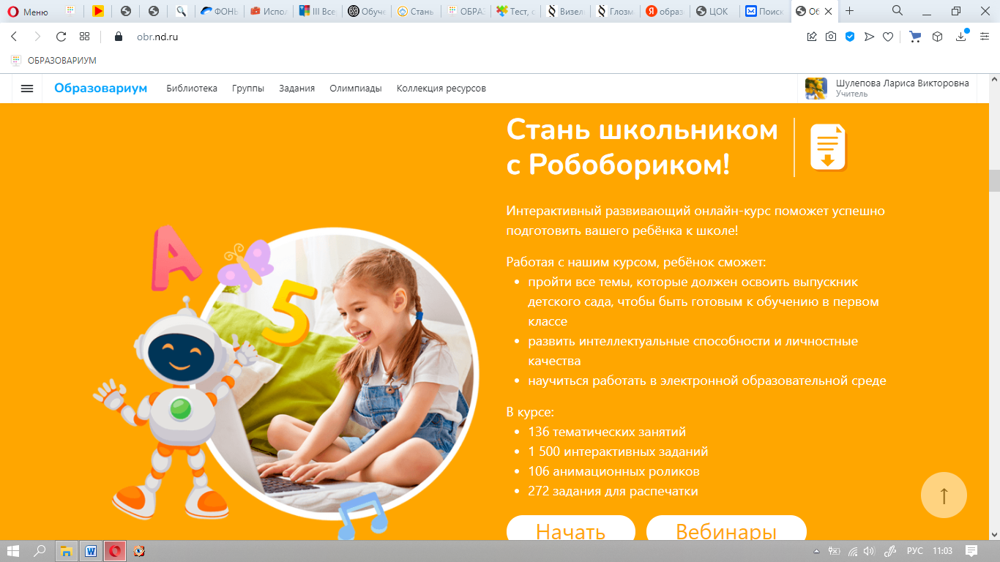 Меню
ФОНЬ
Испол
III Все
Обуче
Стань
ОБРАЗ
Тест, с
Визел
Глозм
образ
ЦОК
Поиск
Об
obr.nd.ru
ОБРАЗОВАРИУМ
Образовариум
Библиотека
Группы
Задания
Олимпиады
Коллекция ресурсов
Шулепова Лариса Викторовна
Учитель
Стань школьником
с Робобориком!
Интерактивный развивающий онлайн-курс поможет успешно
подготовить вашего ребёнка к школе!
Работая с нашим курсом, ребёнок сможет:
• пройти все темы, которые должен освоить выпускник
детского сада, чтобы быть готовым к обучению в первом
классе
• развить интеллектуальные способности и личностные
качества
• научиться работать в электронной образовательной среде
В курсе:
• 136 тематических занятий
• 1 500 интерактивных заданий
• 106 анимационных роликов
• 272 задания для распечатки
Начать
Вебинары
А
5
РУС
11:03